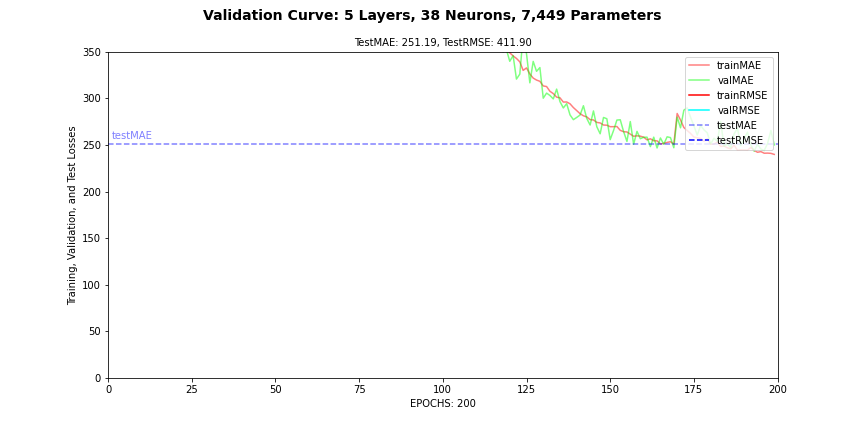 Validation Curve: 5 Layers, 38 Neurons, 7,449 Parameters
TestMAE: 251.19, TestRMSE: 411.90
Training, Validation, and Test Losses
350
300
250
200
150
100
50
0
testMAE
trainMAE
valMAE
trainRMSE
valRMSE
testMAE
testRMSE
0 25 50 75 100 125 150 175 200
EPOCHS: 200